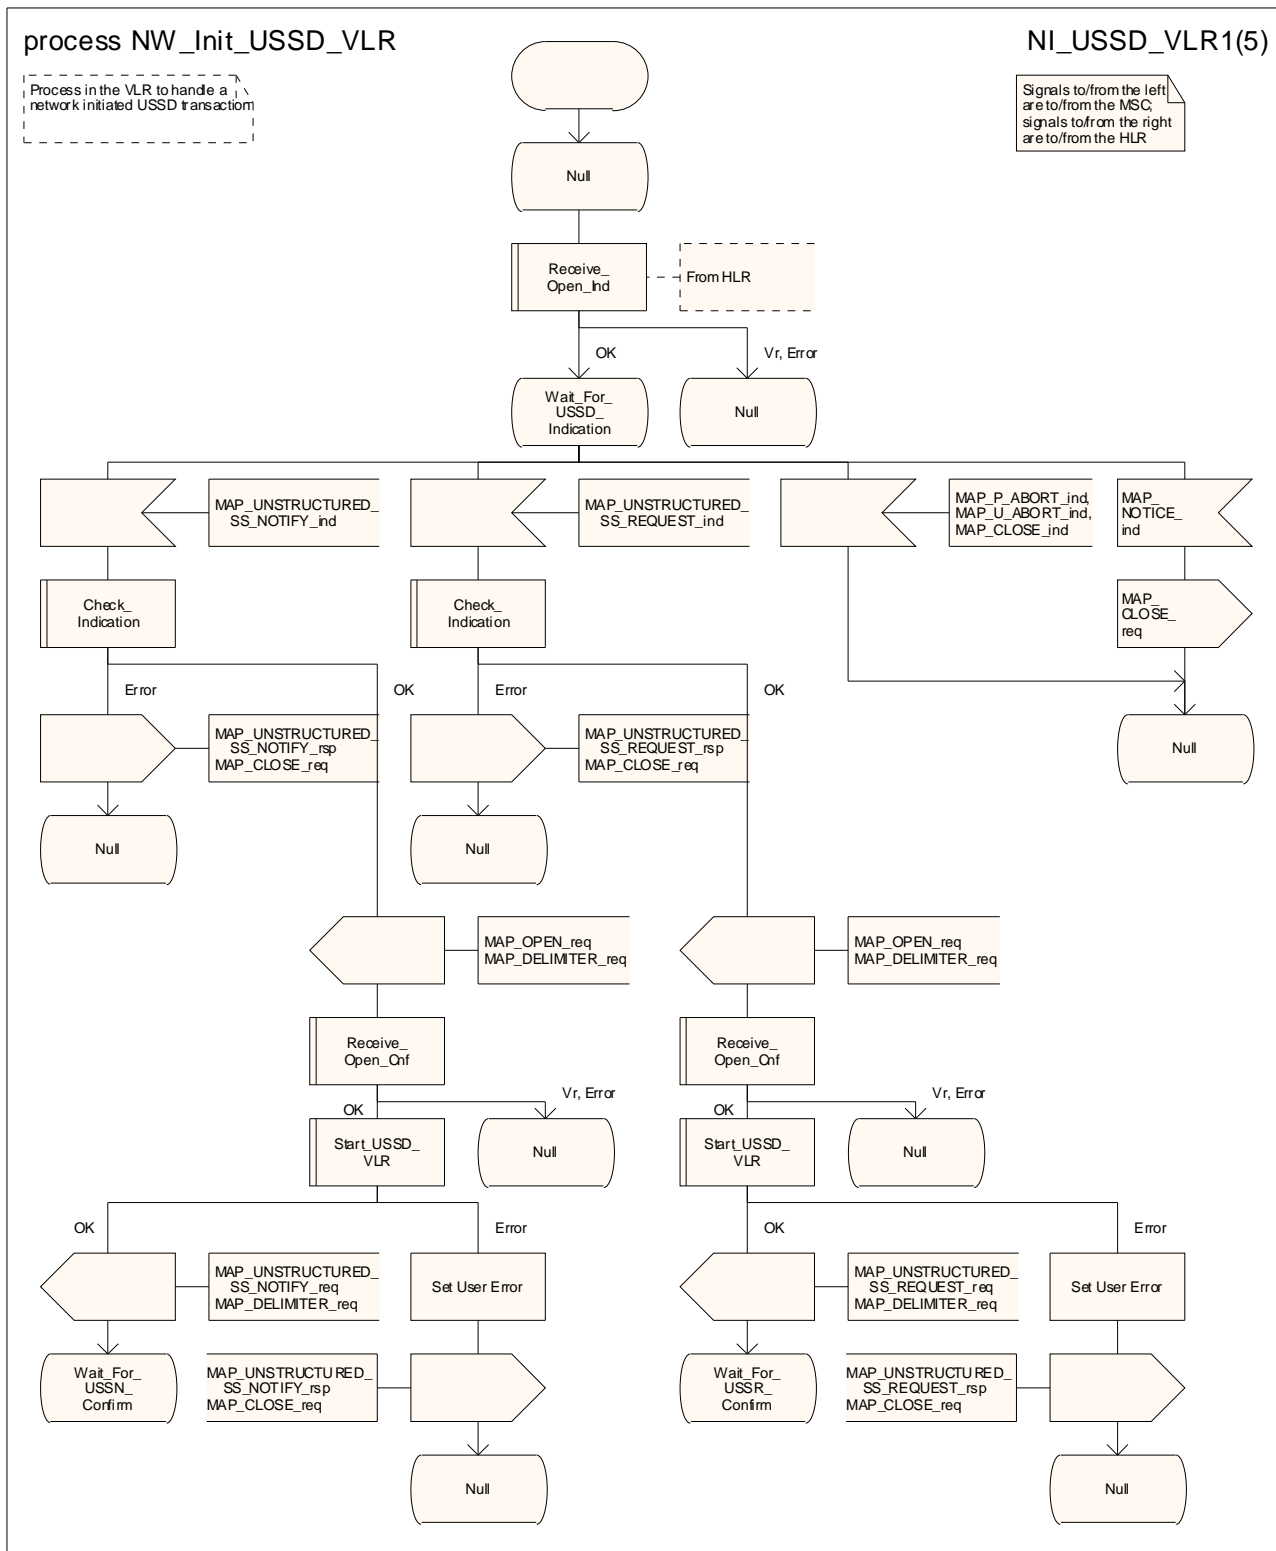 process NW_Init_USSD_VLR
NI_USSD_VLR1(5)
Process in the VLR to handle a
network initiated USSD transaction
Signals to/from the left
are to/from the MSC;
signals to/from the right
are to/from the HLR
Null
Receive_
Open_Ind
From HLR
OK
Vr, Error
Wait_For_
USSD_
Indication
Null
MAP_UNSTRUCTURED_
SS_NOTIFY_ind
MAP_UNSTRUCTURED_
SS_REQUEST_ind
MAP_P_ABORT_ind,
MAP_U_ABORT_ind,
MAP_CLOSE_ind
MAP_
NOTICE_
ind
Check_
Indication
Check_
Indication
MAP_
CLOSE_
req
Error
OK
Error
OK
MAP_UNSTRUCTURED_
SS_NOTIFY_rsp
MAP_CLOSE_req
MAP_UNSTRUCTURED_
SS_REQUEST_rsp
MAP_CLOSE_req
Null
Null
Null
MAP_OPEN_req
MAP_DELIMITER_req
MAP_OPEN_req
MAP_DELIMITER_req
Receive_
Open_Cnf
Receive_
Open_Cnf
OK
Vr, Error
OK
Vr, Error
Start_USSD_
VLR
Null
Start_USSD_
VLR
Null
OK
Error
OK
Error
MAP_UNSTRUCTURED_
SS_NOTIFY_req
MAP_DELIMITER_req
Set User Error
MAP_UNSTRUCTURED_
SS_REQUEST_req
MAP_DELIMITER_req
Set User Error
Wait_For_
USSN_
Confirm
MAP_UNSTRUCTURED_
SS_NOTIFY_rsp
MAP_CLOSE_req
Wait_For_
USSR_
Confirm
MAP_UNSTRUCTURED_
SS_REQUEST_rsp
MAP_CLOSE_req
Null
Null